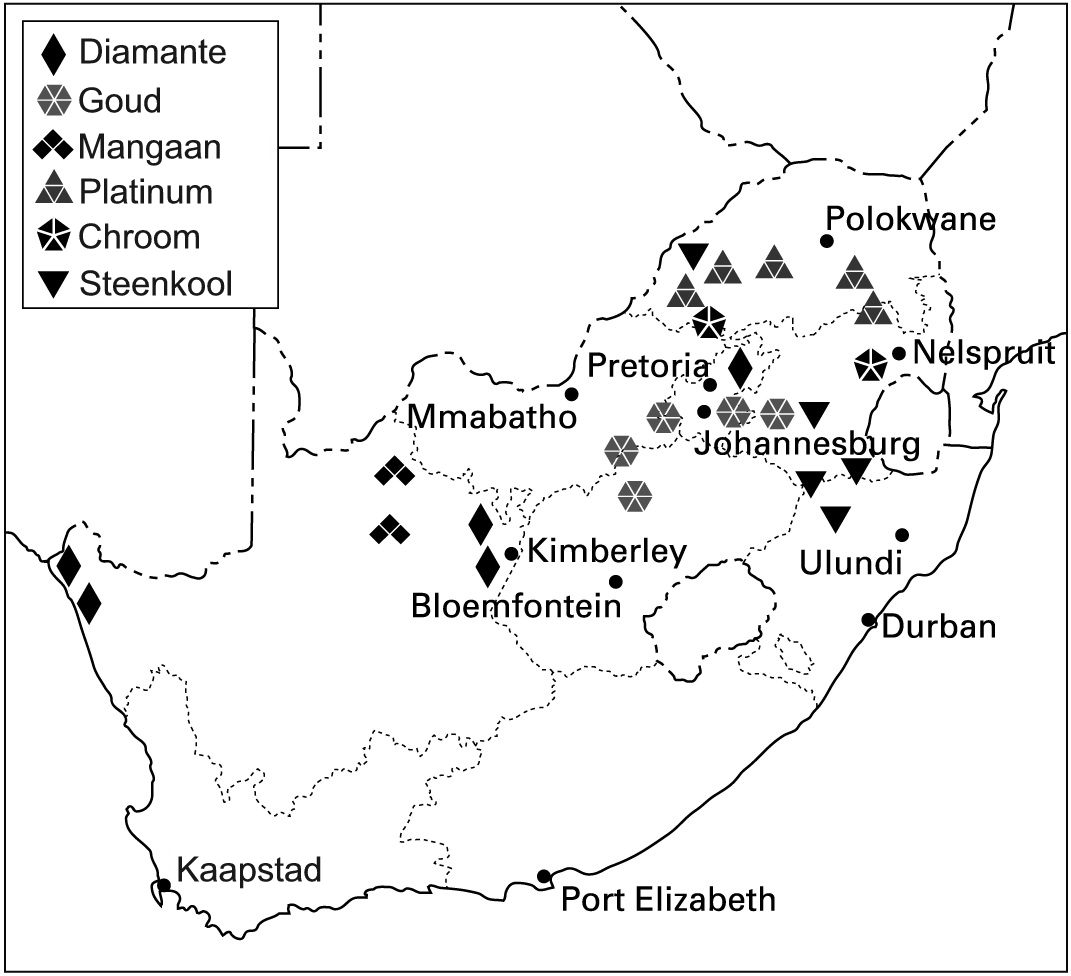 Diamante
Goud
Mangaan
Platinum
Chroom
Steenkool
Polokwane
Nelspruit
Pretoria
Mmabatho
Johannesburg
Kimberley
Ulundi
Bloemfontein
Durban
Kaapstad
Port Elizabeth